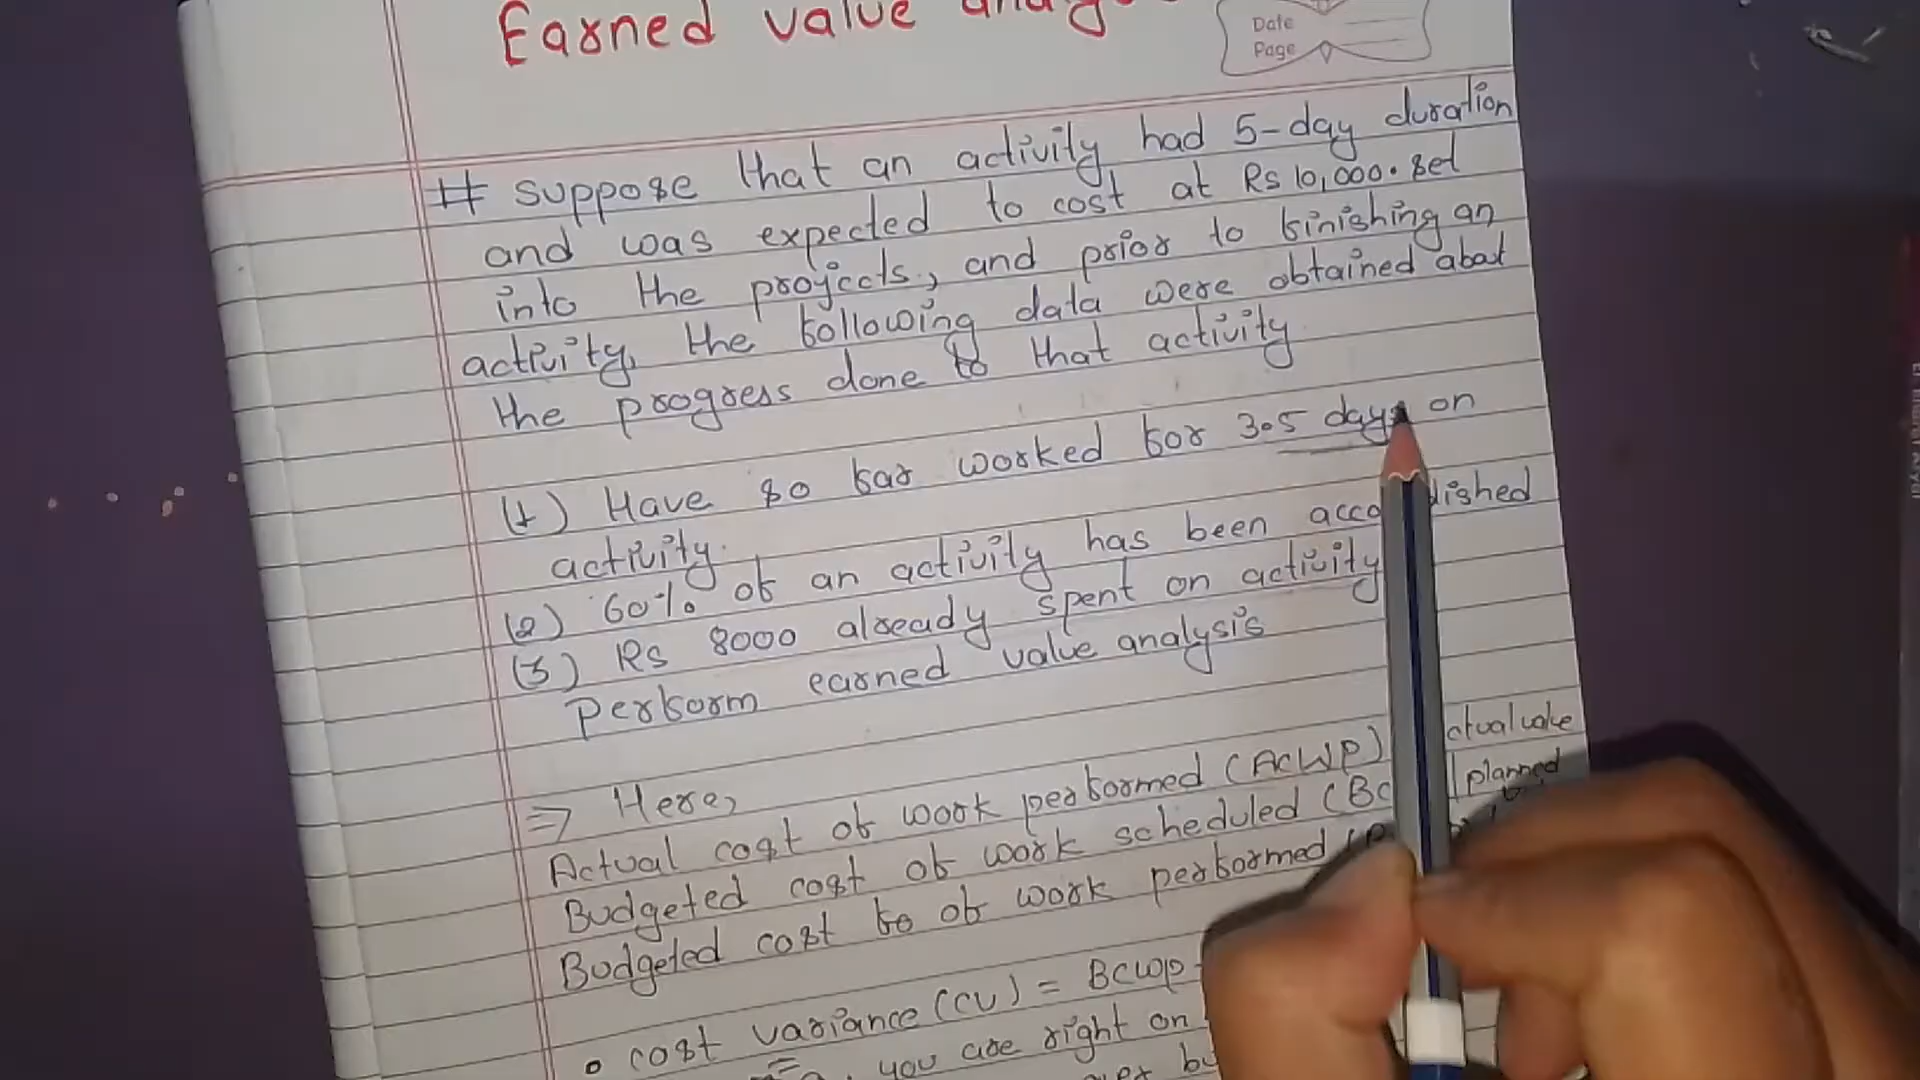 Earned value
Date
Page
# suppose that an activity had 5-day duration
and was expected to cost at Rs 10,000. set
into the projects, and prior to finishing an
activity, the following data were obtained about
the progress done to that activity
(1) Have so far worked for 3.5 days on
activity.
(2) 60% of an activity has been accomplished
(3) Rs 8000 already spent on activity
Perform earned value analysis
⇒ Here,
Actual cost of work performed (ACWP) ctual value
Budgeted cost of work scheduled (BC planned
Budgeted cost fo of work performed
• cost variance (CV) = BCWP -
you are right on